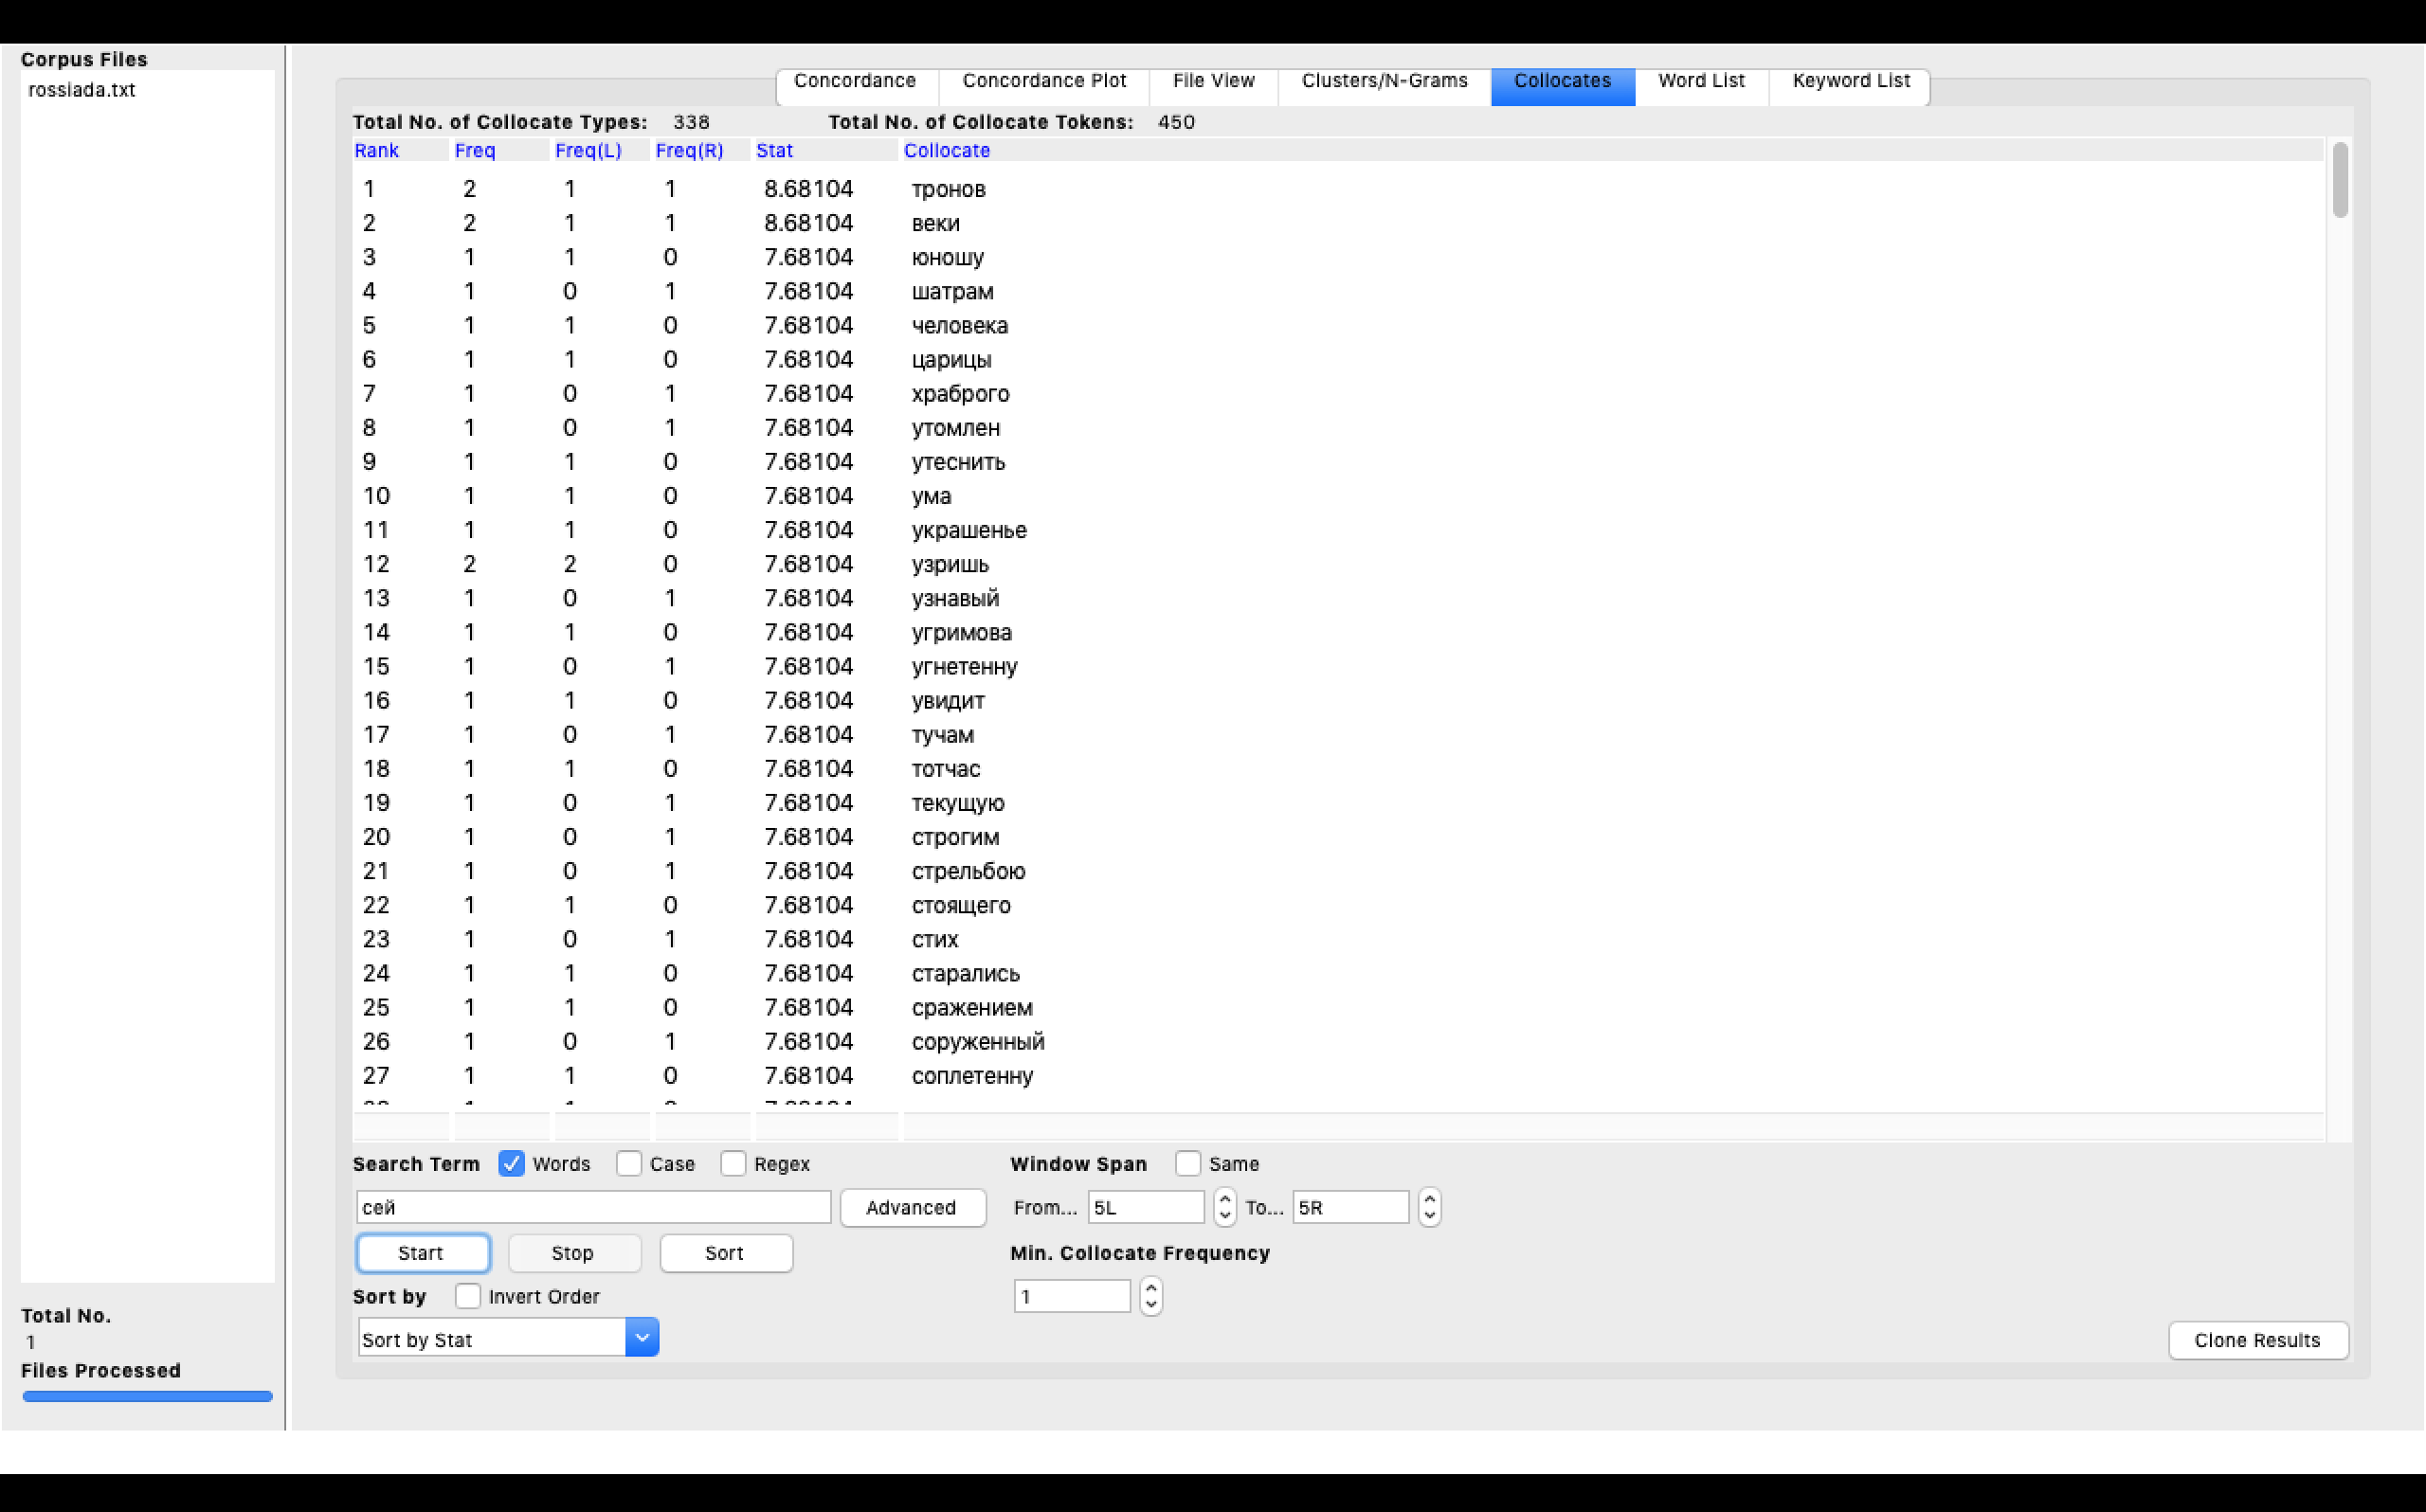 Corpus Files
rossiada.txt
Concordance Concordance Plot File View Clusters/N-Grams Collocates Word List Keyword List
Total No. of Collocate Types: 338 Total No. of Collocate Tokens: 450
Rank Freq Freq(L) Freq(R) Stat Collocate
1 2 1 1 8.68104 тронов
2 2 1 1 8.68104 веки
3 1 1 0 7.68104 юношу
4 1 0 1 7.68104 шатрам
5 1 1 0 7.68104 человека
6 1 1 0 7.68104 царицы
7 1 0 1 7.68104 храброго
8 1 0 1 7.68104 утомлен
9 1 1 0 7.68104 утеснить
10 1 1 0 7.68104 ума
11 1 1 0 7.68104 украшенье
12 2 2 0 7.68104 узришь
13 1 0 1 7.68104 узнавый
14 1 1 0 7.68104 угримова
15 1 0 1 7.68104 угнетенну
16 1 1 0 7.68104 увидит
17 1 0 1 7.68104 тучам
18 1 1 0 7.68104 тотчас
19 1 0 1 7.68104 текущую
20 1 0 1 7.68104 строгим
21 1 0 1 7.68104 стрельбою
22 1 1 0 7.68104 стоящего
23 1 0 1 7.68104 стих
24 1 1 0 7.68104 старались
25 1 1 0 7.68104 сражением
26 1 0 1 7.68104 соруженный
27 1 1 0 7.68104 соплетенну
Search Term Words Case Regex Window Span Same
сей Advanced From... 5L To... 5R
Start Stop Sort Min. Collocate Frequency
Sort by Invert Order 1
Total No.
1
Sort by Stat Clone Results
Files Processed